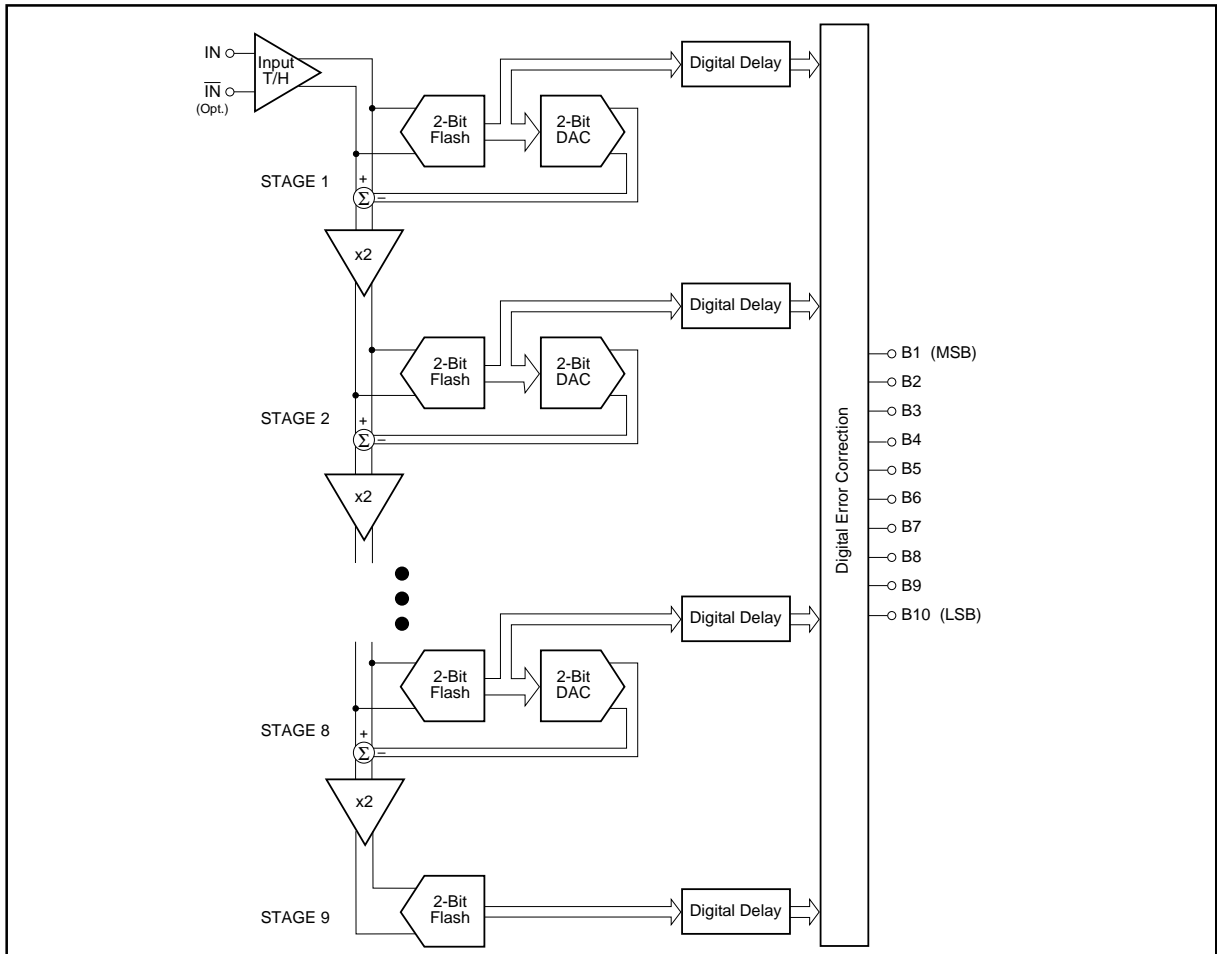 IN
Input
T/H
IN
(Opt.)
2-Bit
Flash
2-Bit
DAC
Digital Delay
STAGE 1
+
Σ
–
x2
2-Bit
Flash
2-Bit
DAC
Digital Delay
STAGE 2
+
Σ
–
x2
2-Bit
Flash
2-Bit
DAC
Digital Delay
STAGE 8
+
Σ
–
x2
STAGE 9
2-Bit
Flash
Digital Delay
Digital Error Correction
B1 (MSB)
B2
B3
B4
B5
B6
B7
B8
B9
B10 (LSB)